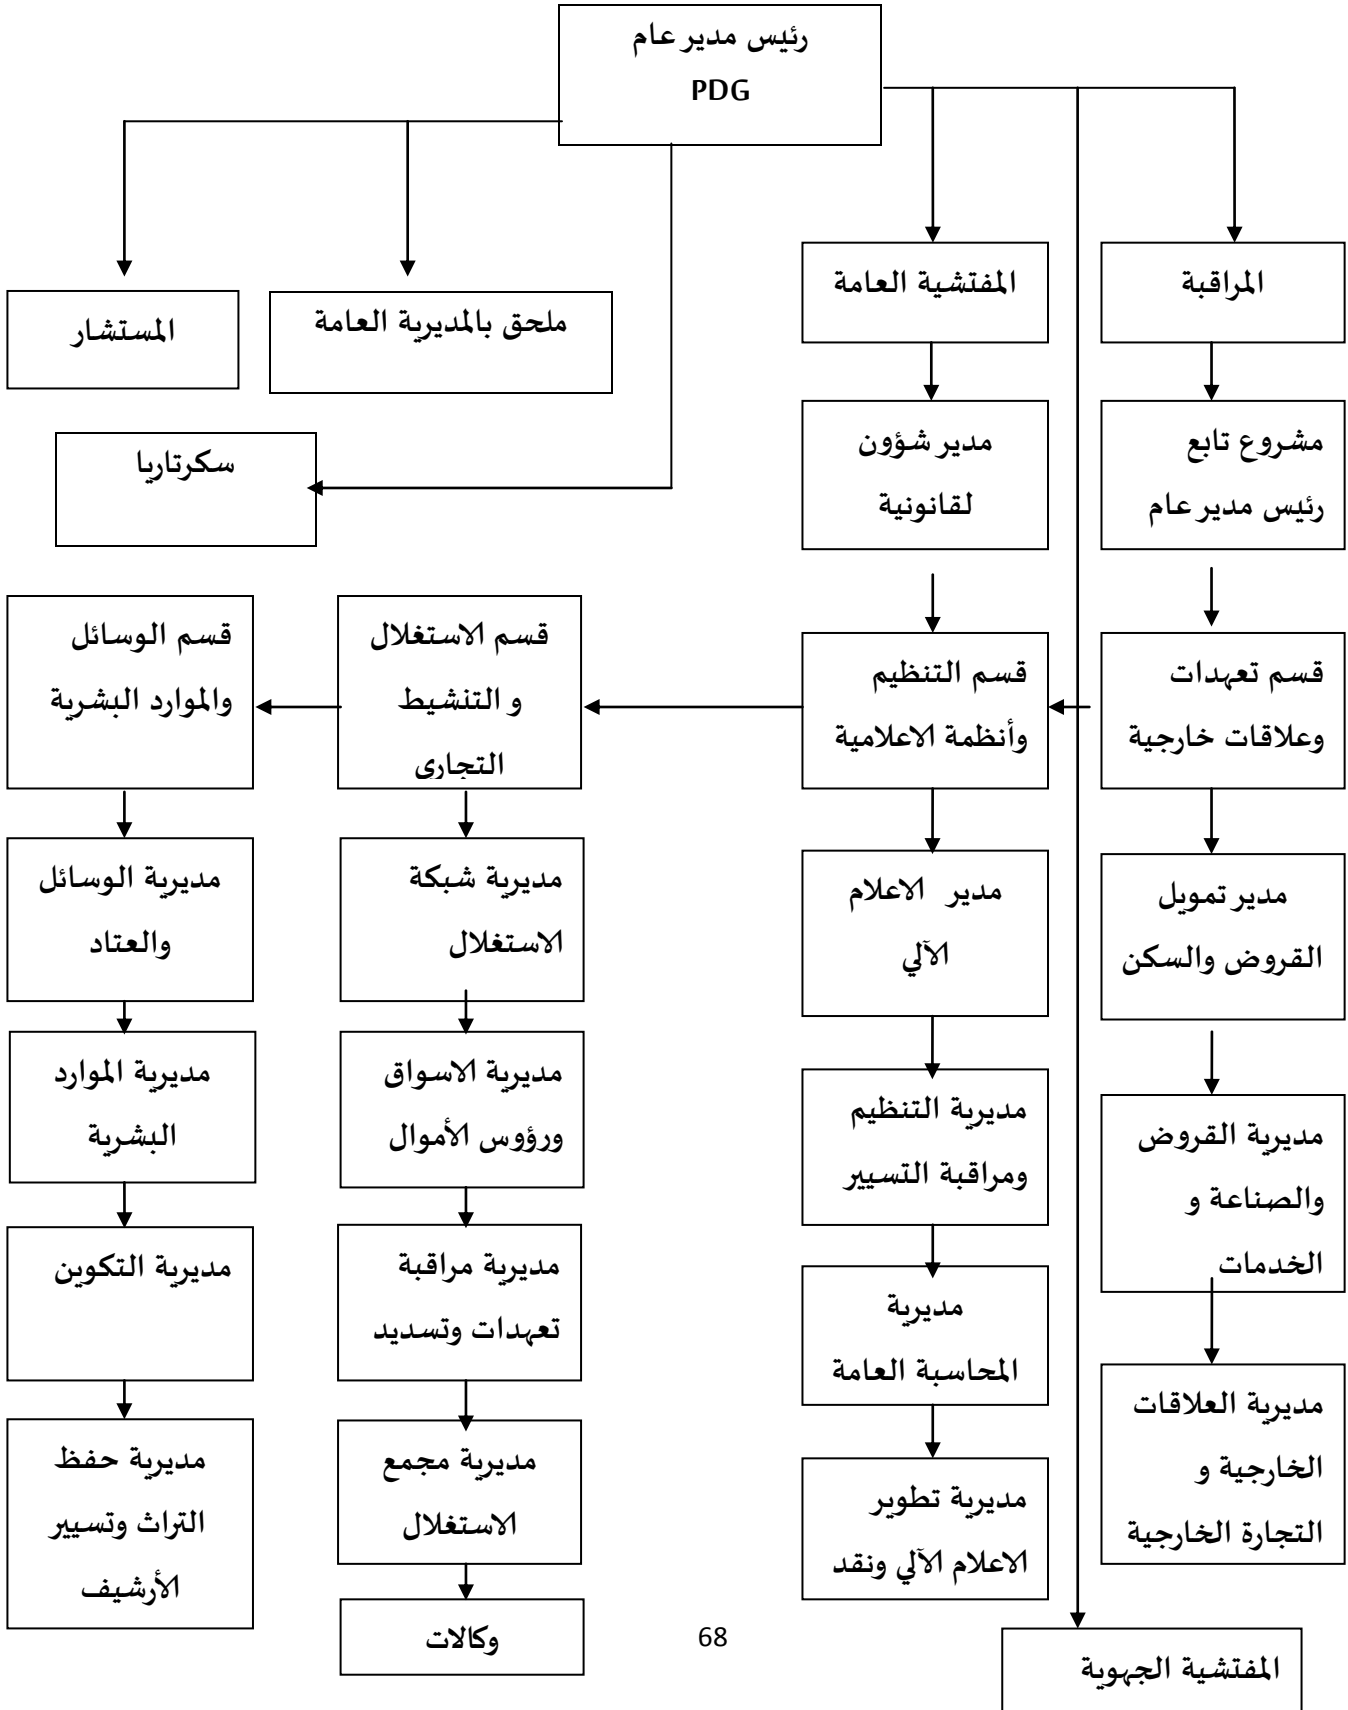 رئيس مدير عام
PDG
المراقبة
المفتشية العامة
ملحق بالمديرية العامة
المستشار
مشروع تابع
رئيس مدير عام
مدير شؤون
لقانونية
سكرتاريا
قسم تعهدات
وعلاقات خارجية
قسم التنظيم
وأنظمة الاعلامية
قسم الاستغلال
و التنشيط
التجاري
قسم الوسائل
والموارد البشرية
مدير تمويل
القروض والسكن
مدير الاعلام
الآلي
مديرية شبكة
الاستغلال
مديرية الوسائل
والعتاد
مديرية القروض
والصناعة و
الخدمات
مديرية التنظيم
ومراقبة التسيير
مديرية الاسواق
ورؤوس الأموال
مديرية الموارد
البشرية
مديرية العلاقات
الخارجية و
التجارة الخارجية
مديرية
المحاسبة العامة
مديرية مراقبة
تعهدات وتسديد
مديرية التكوين
مديرية تطوير
الاعلام الآلي ونقد
مديرية مجمع
الاستغلال
مديرية حفظ
التراث وتسيير
الأرشيف
وكالات
68
المفتشية الجهوية